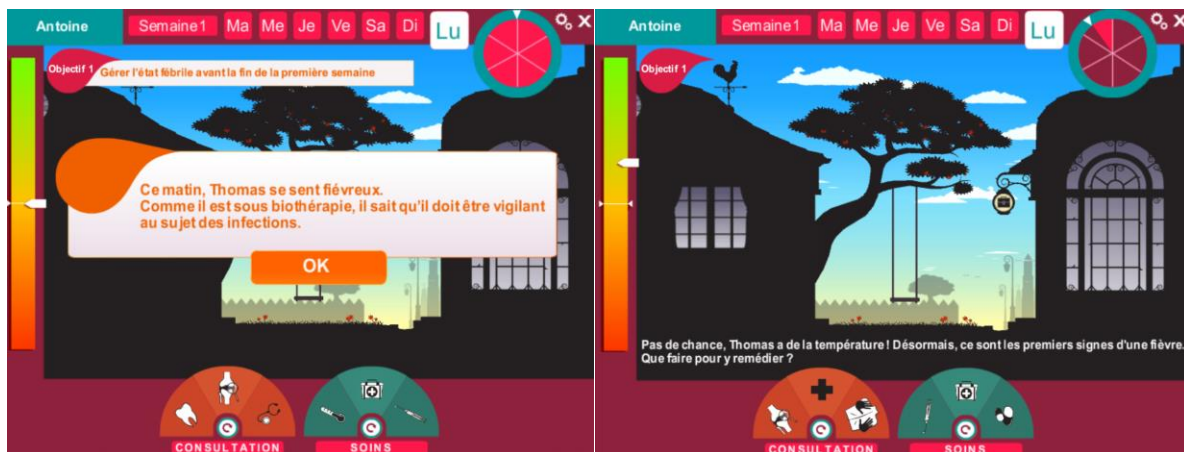 Antoine
Semaine 1 Ma Me Je Ve Sa Di Lu
Objectif 1
Gérer l'état fébrile avant la fin de la première semaine
Ce matin, Thomas se sent fiévreux.
Comme il est sous biothérapie, il sait qu'il doit être vigilant
au sujet des infections.
OK
CONSULTATION
SOINS
Antoine
Semaine 1 Ma Me Je Ve Sa Di Lu
Objectif 1
Pas de chance, Thomas a de la température ! Désormais, ce sont les premiers signes d'une fièvre.
Que faire pour y remédier ?
CONSULTATION
SOINS